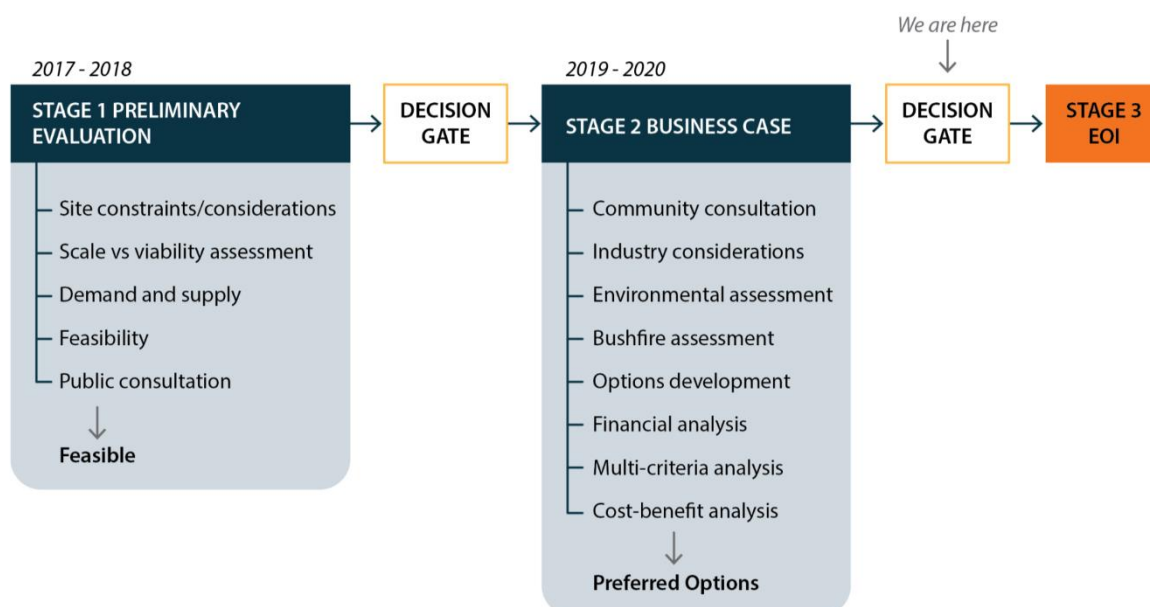 We are here
2017 - 2018
STAGE 1 PRELIMINARY
EVALUATION
Site constraints/considerations
Scale vs viability assessment
Demand and supply
Feasibility
Public consultation
Feasible
DECISION
GATE
2019 - 2020
STAGE 2 BUSINESS CASE
Community consultation
Industry considerations
Environmental assessment
Bushfire assessment
Options development
Financial analysis
Multi-criteria analysis
Cost-benefit analysis
Preferred Options
DECISION
GATE
STAGE 3
EOI